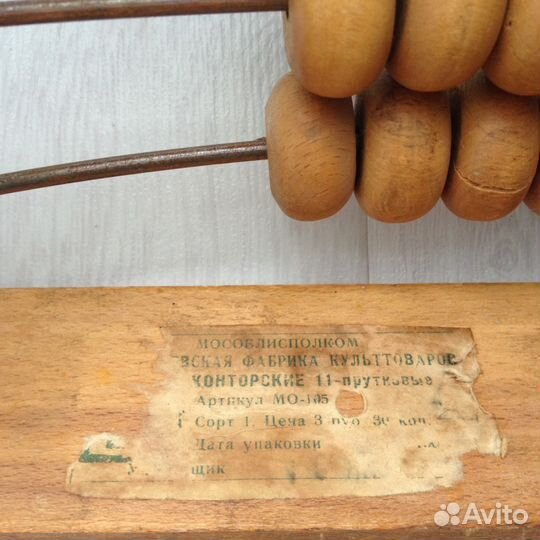 МОСОБЛИСПОЛКОМ
ВСКАЯ ФАБРИКА КУЛЬТТОВАРОВ
КОНТОРСКИЕ 11-прутковые
Артикул МО-105
Сорт 1. Цена 3 руб 30 коп.
Дата упаковки
У щик
Avito